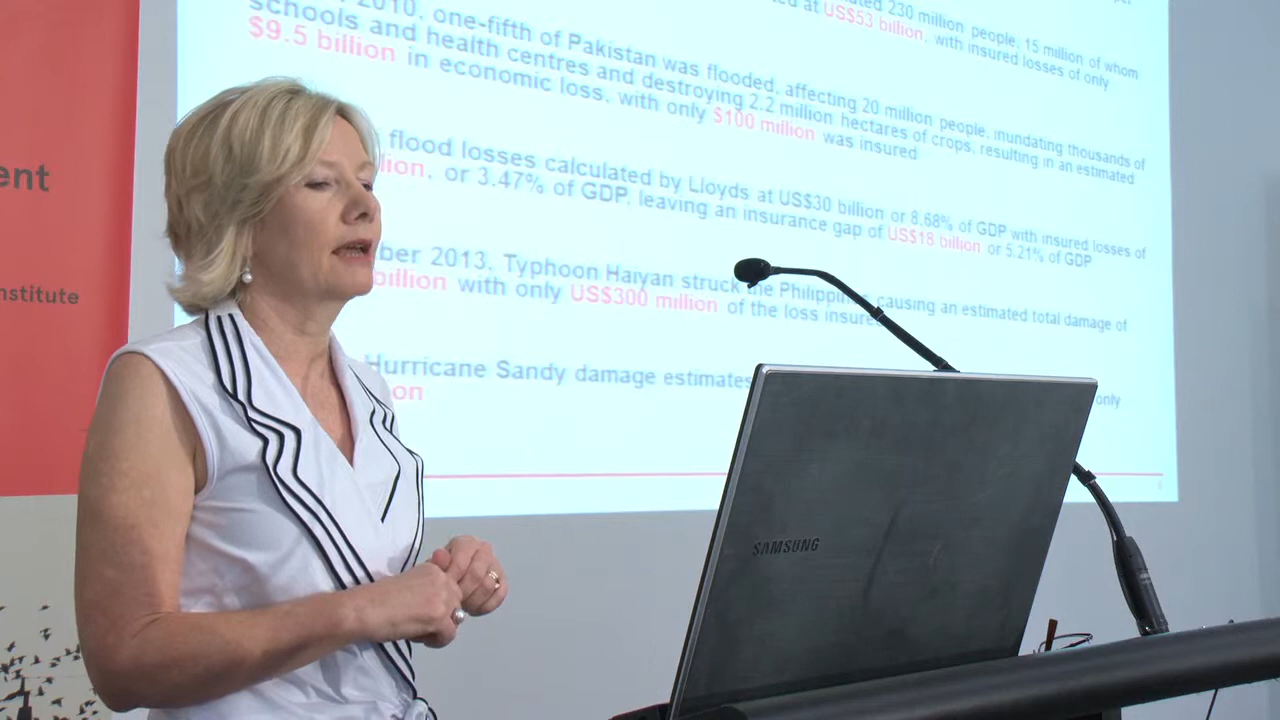 ent
nstitute
230 million people, 15 million of whom
at US$53 billion, with insured losses of only
2010, one-fifth of Pakistan was flooded, affecting 20 million people, inundating thousands of
schools and health centres and destroying 2.2 million hectares of crops, resulting in an estimated
$9.5 billion in economic loss, with only $100 million was insured
flood losses calculated by Lloyds at US$30 billion or 8.68% of GDP with insured losses of
lion, or 3.47% of GDP, leaving an insurance gap of US$18 billion or 5.21% of GDP
ber 2013, Typhoon Haiyan struck the Philippin causing an estimated total damage of
billion with only US$300 million of the loss insure
Hurricane Sandy damage estimates only
on
SAMSUNG